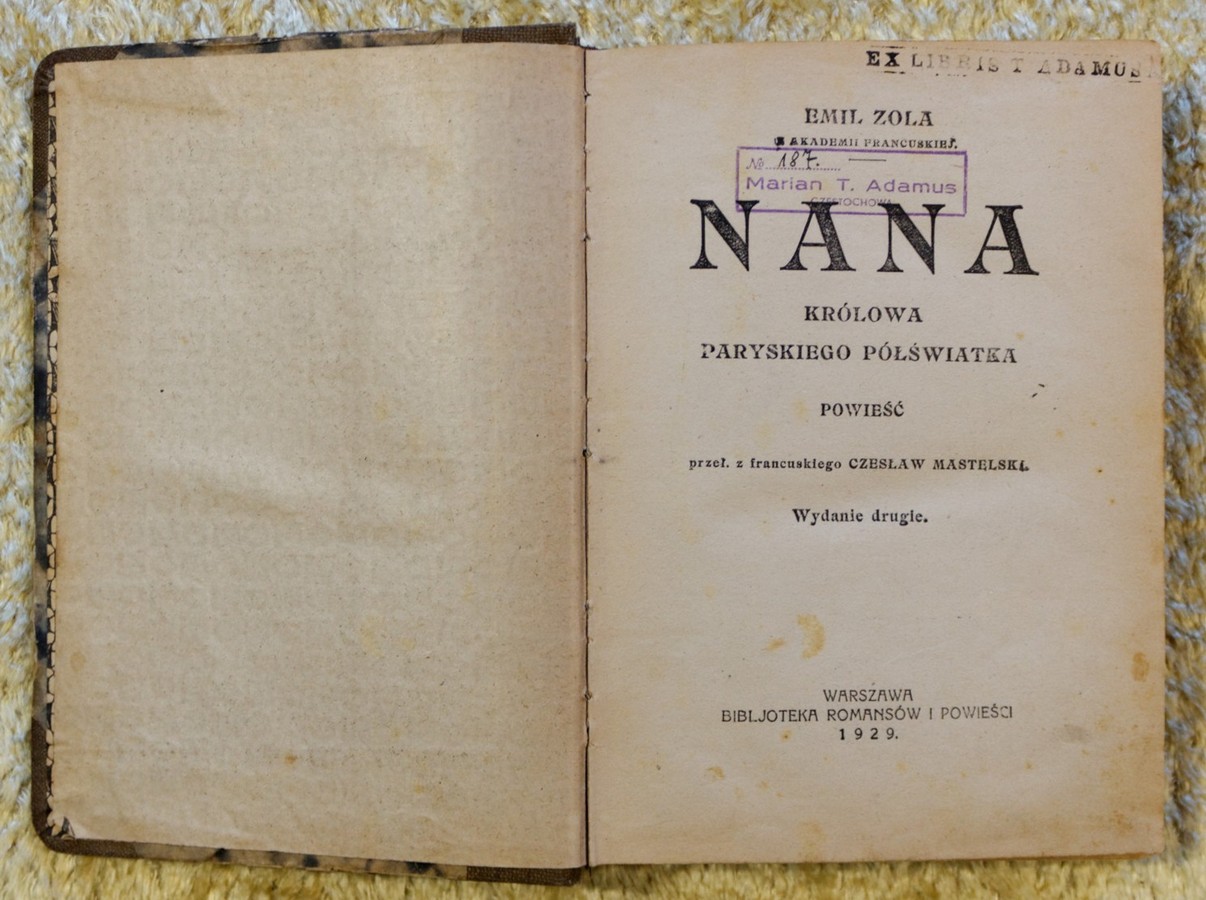 EX LIBRIS T ADAMUS
EMIL ZOLA
AKADEMII FRANCUSKIEJ.
№ 187.
Marian T. Adamus
CZĘSTOCHOWA
NANA
KRÓLOWA
PARYSKIEGO PÓŁŚWIATKA
POWIEŚĆ
przeł. z francuskiego CZESŁAW MASTELSKI.
Wydanie drugie.
WARSZAWA
BIBLJOTEKA ROMANSÓW I POWIEŚCI
1929.